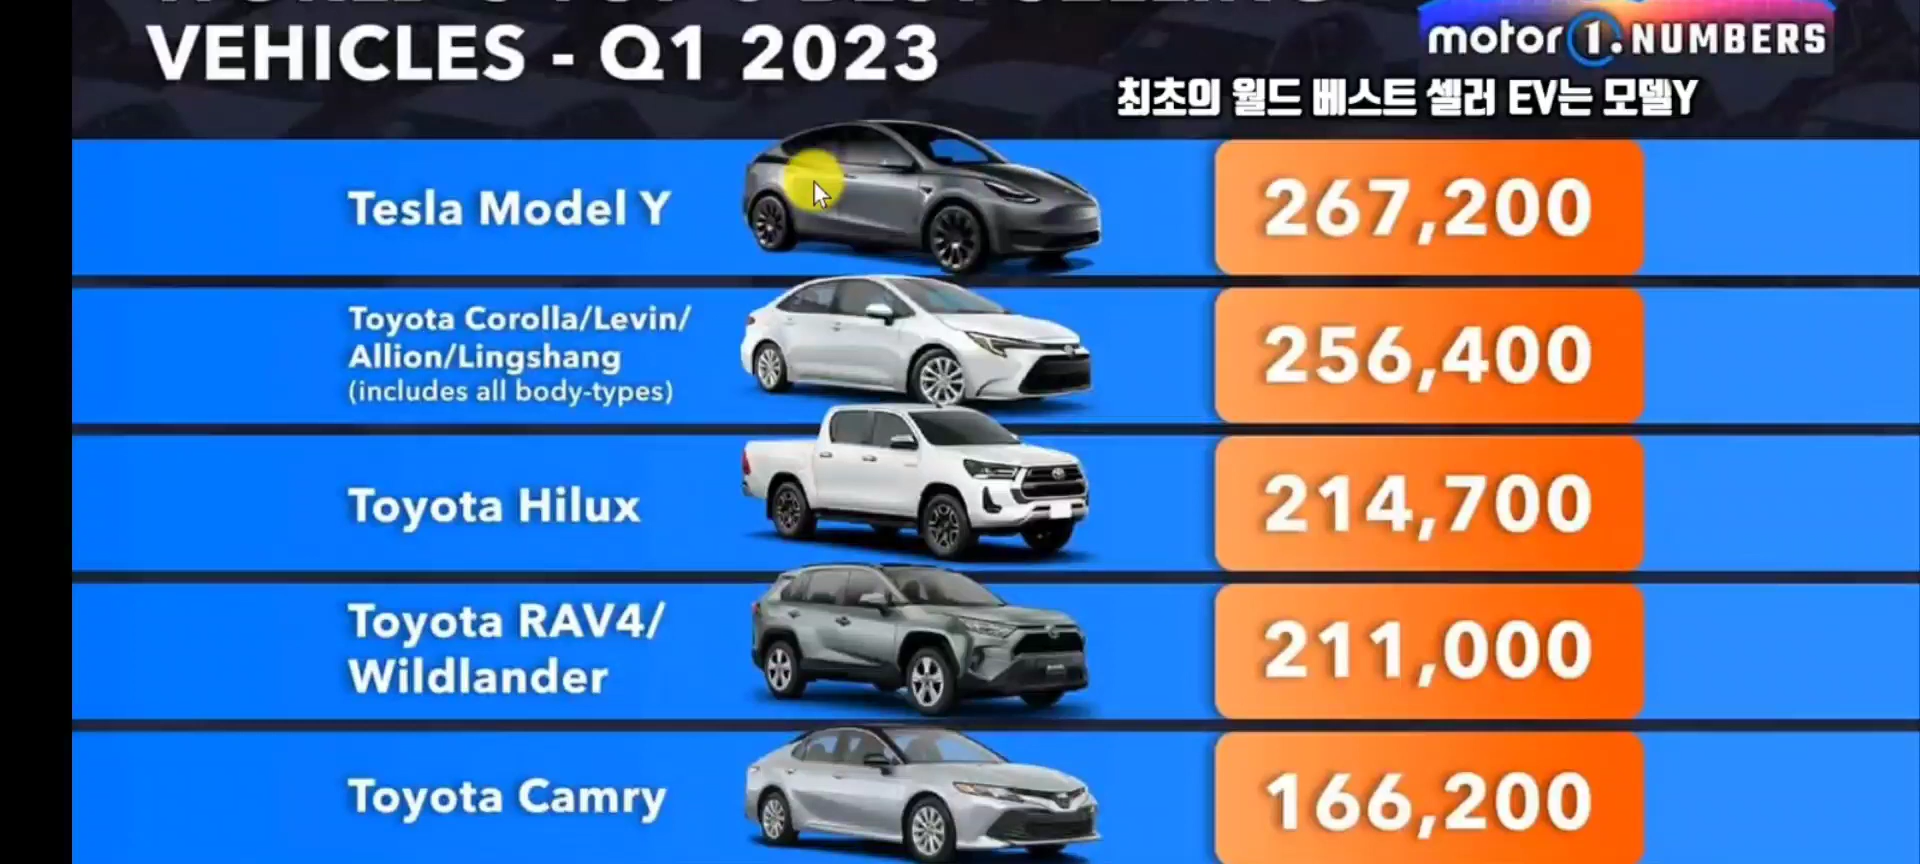 VEHICLES - Q1 2023
motor1.NUMBERS
최초의 월드 베스트 셀러 EV는 모델Y
Tesla Model Y
267,200
Toyota Corolla/Levin/
Allion/Lingshang
(includes all body-types)
256,400
Toyota Hilux
214,700
Toyota RAV4/
Wildlander
211,000
Toyota Camry
166,200